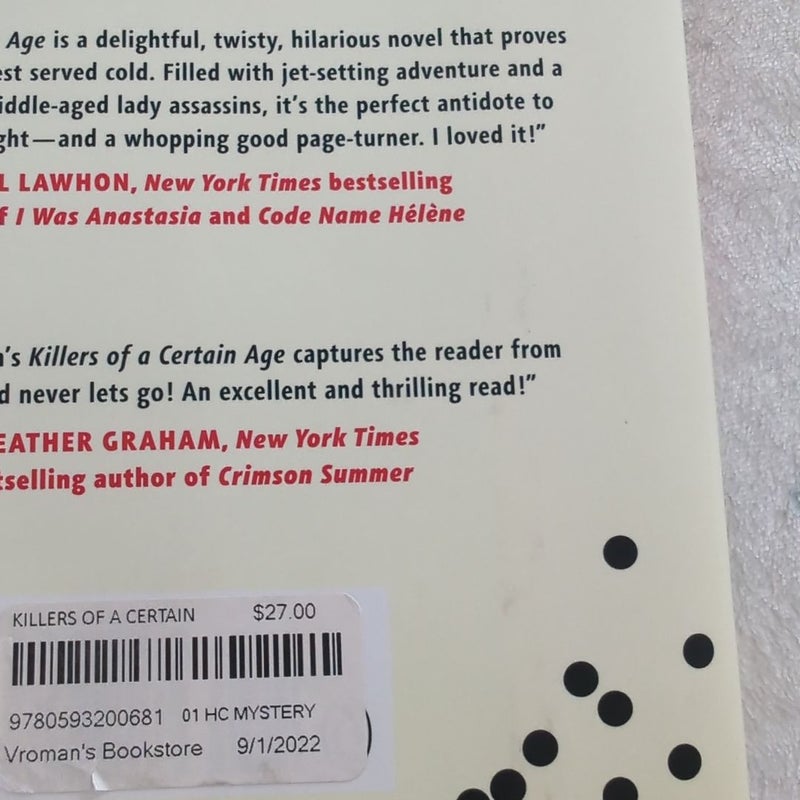 Age is a delightful, twisty, hilarious novel that proves
est served cold. Filled with jet-setting adventure and a
iddle-aged lady assassins, it's the perfect antidote to
ght—and a whopping good page-turner. I loved it!”
L LAWHON, New York Times bestselling
f I Was Anastasia and Code Name Hélène
n's Killers of a Certain Age captures the reader from
d never lets go! An excellent and thrilling read!”
EATHER GRAHAM, New York Times
tselling author of Crimson Summer
KILLERS OF A CERTAIN $27.00
9780593200681 01 HC MYSTERY
Vroman's Bookstore 9/1/2022